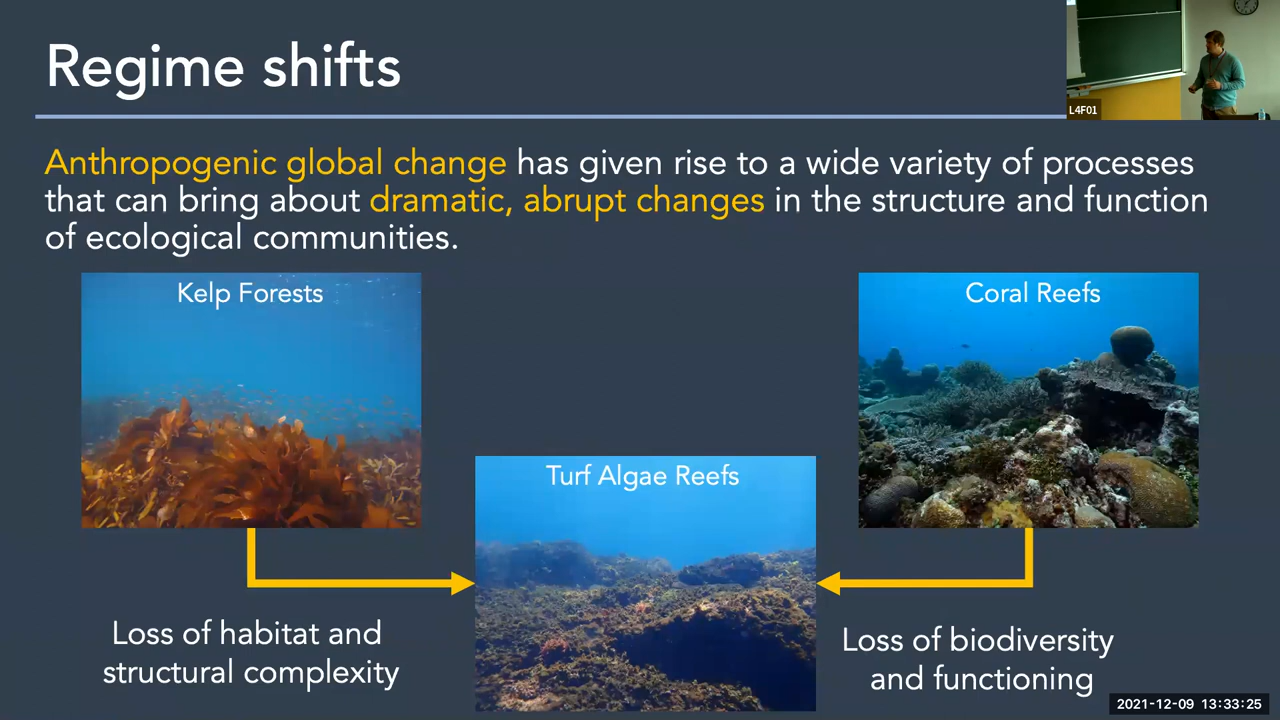 Regime shifts
L4F01
Anthropogenic global change has given rise to a wide variety of processes
that can bring about dramatic, abrupt changes in the structure and function
of ecological communities.
Kelp Forests
Coral Reefs
Turf Algae Reefs
Loss of habitat and
structural complexity
Loss of biodiversity
and functioning
2021-12-09 13:33:25